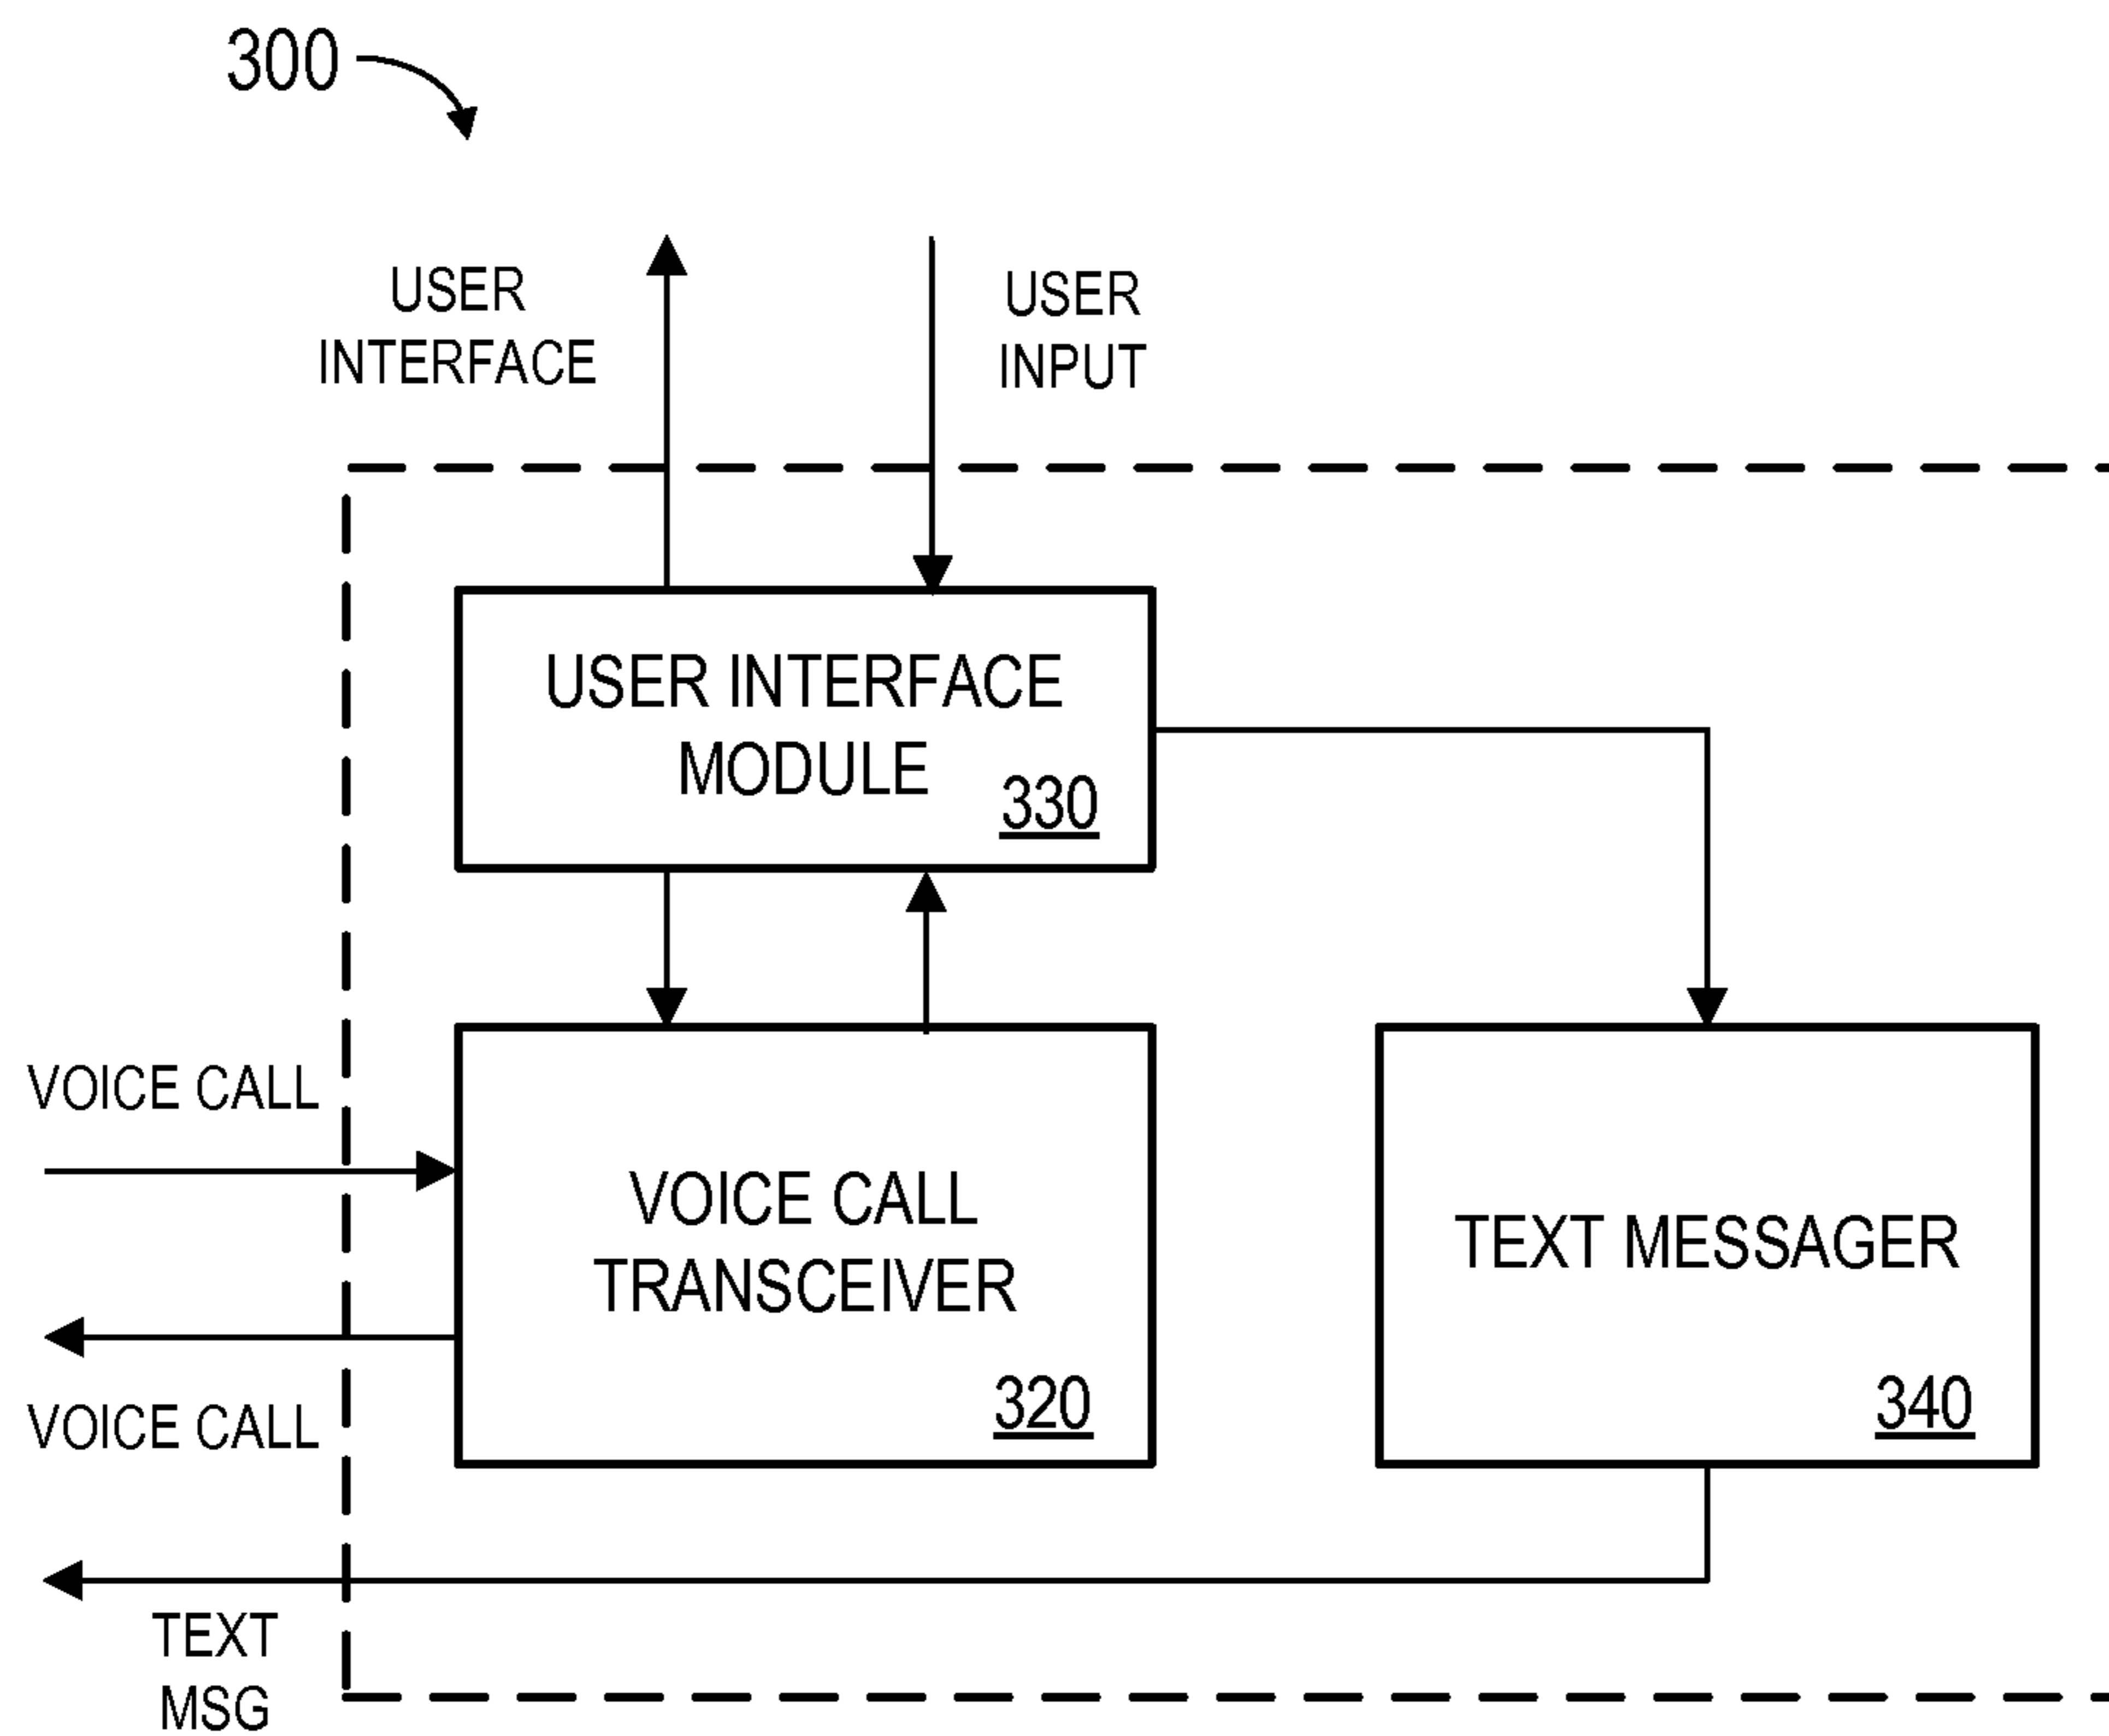 300
USER
INTERFACE
USER
INPUT
USER INTERFACE
MODULE
330
VOICE CALL
VOICE CALL
TRANSCEIVER
320
TEXT MESSAGER
340
VOICE CALL
TEXT
MSG